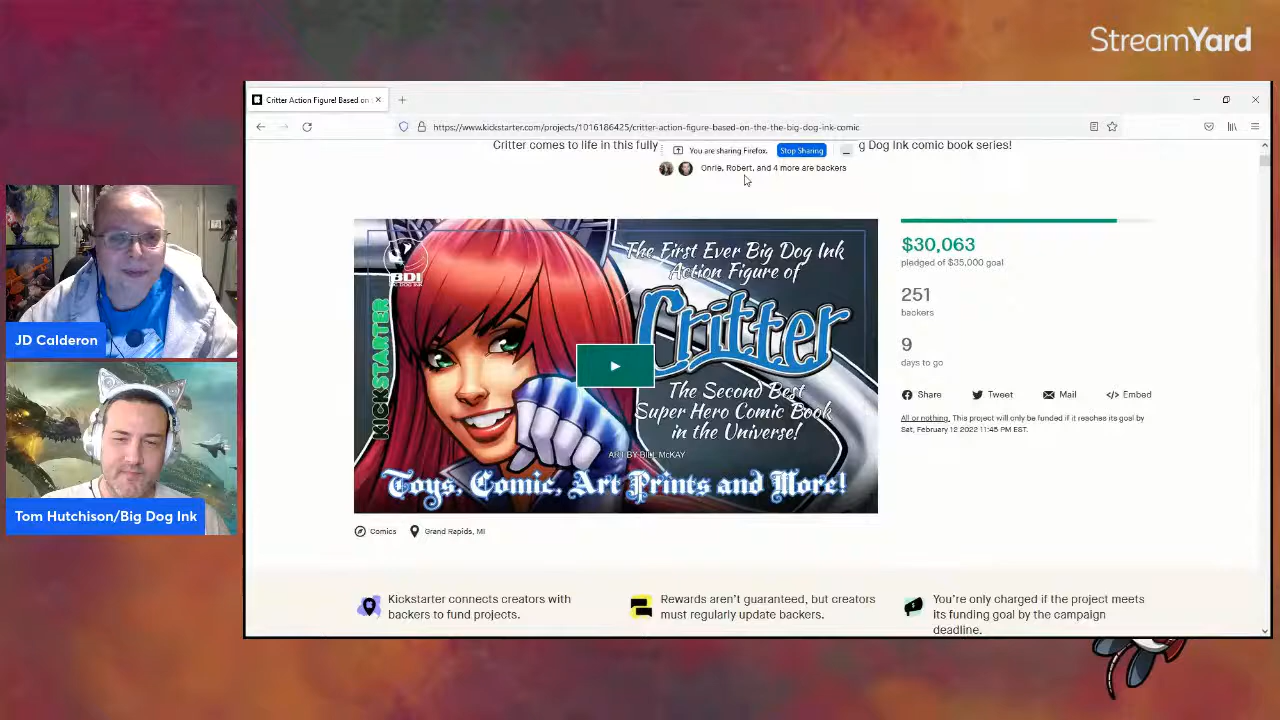 StreamYard
Critter Action Figure! Based on
https://www.kickstarter.com/projects/1016186425/critter-action-figure-based-on-the-the-big-dog-ink-comic
Critter comes to life in this fully
g Dog Ink comic book series!
You are sharing Firefox.
Stop Sharing
Onrie, Robert, and 4 more are backers
BDI
KICKSTARTER
The First Ever Big Dog Ink
Action Figure of
Critter
The Second Best
Super Hero Comic Book
in the Universe!
ART BY BILL McKAY
Toys, Comic, Art Prints and More!
$30,063
pledged of $35,000 goal
251
backers
9
days to go
Share
Tweet
Mail
</> Embed
All or nothing. This project will only be funded if it reaches its goal by
Sat, February 12 2022 11:45 PM EST.
Comics
Grand Rapids, MI
Kickstarter connects creators with
backers to fund projects.
Rewards aren't guaranteed, but creators
must regularly update backers.
You're only charged if the project meets
its funding goal by the campaign
deadline.
JD Calderon
Tom Hutchison/Big Dog Ink